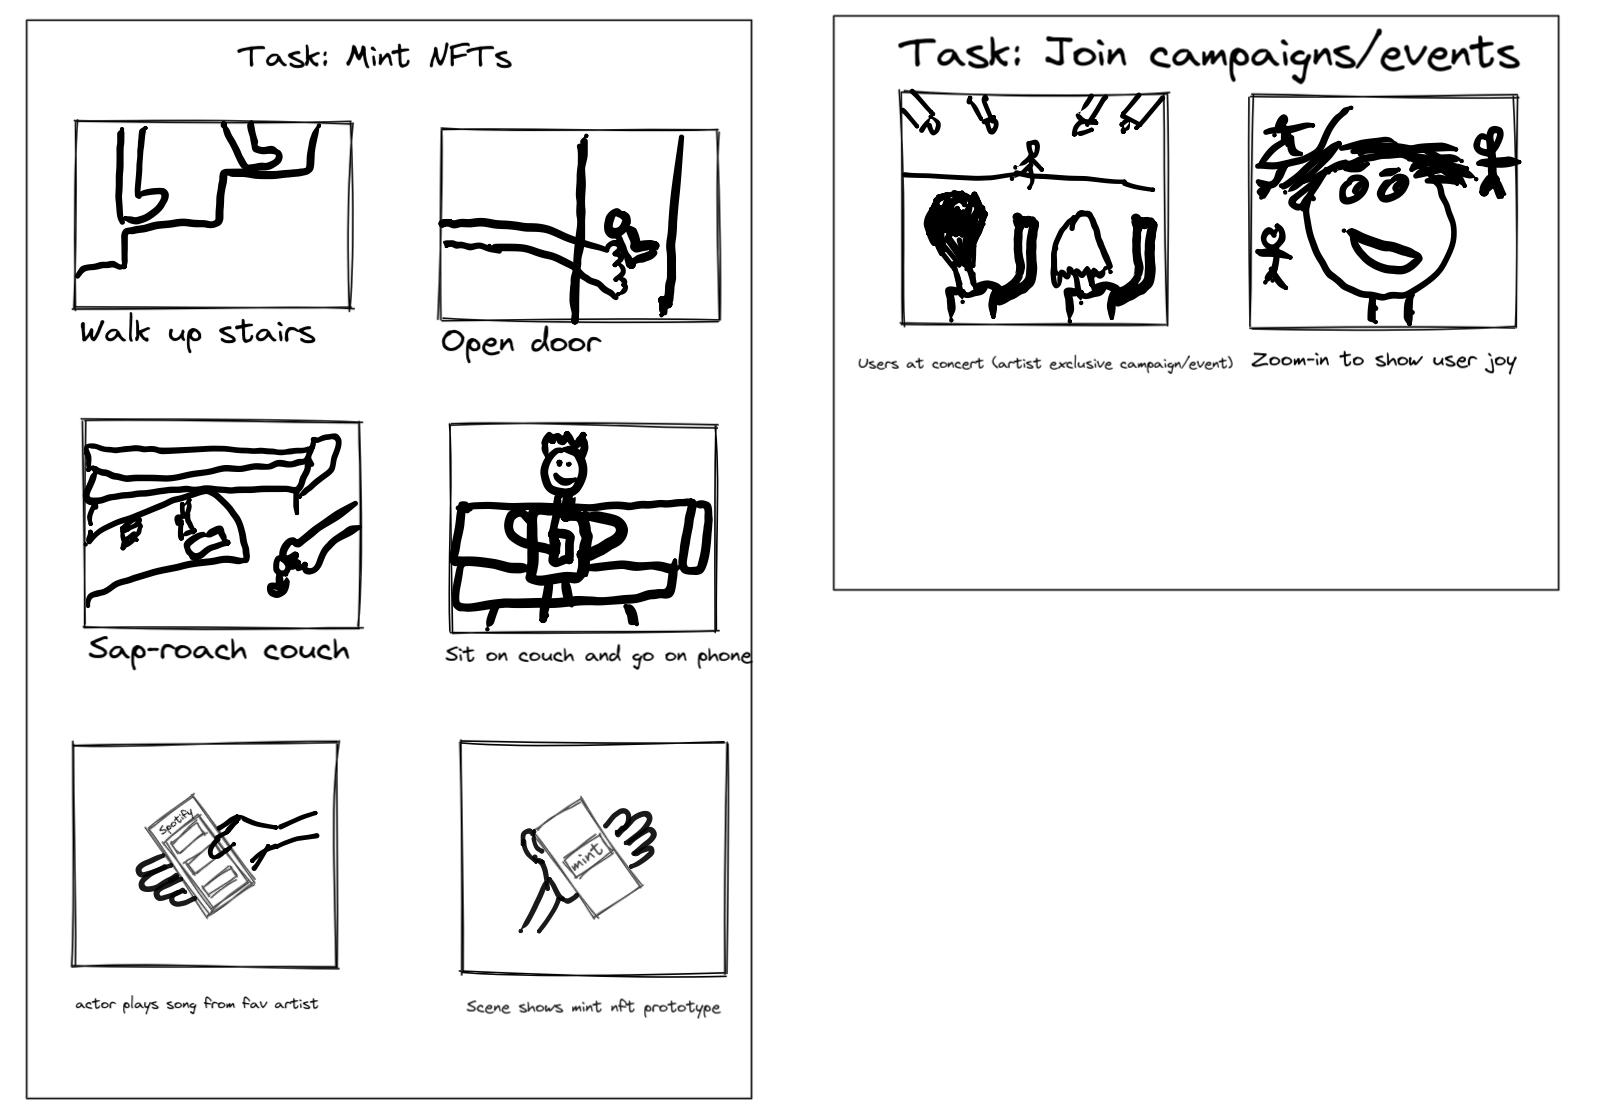 Task: Mint NFTs
Walk up stairs
Open door
Sap-roach couch
Sit on couch and go on phone
Spotify
actor plays song from fav artist
mint
Scene shows mint nft prototype
Task: Join campaigns/events
Users at concert (artist exclusive campaign/event)
Zoom-in to show user joy